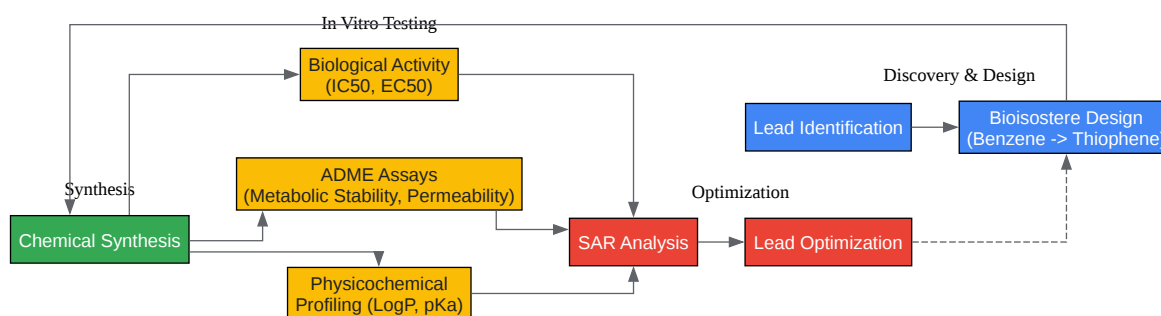 In Vitro Testing
Biological Activity
(IC50, EC50)
Discovery & Design
Lead Identification
Bioisostere Design
(Benzene -> Thiophene)
Synthesis
ADME Assays
(Metabolic Stability, Permeability)
Optimization
Chemical Synthesis
SAR Analysis
Lead Optimization
Physicochemical
Profiling (LogP, pKa)